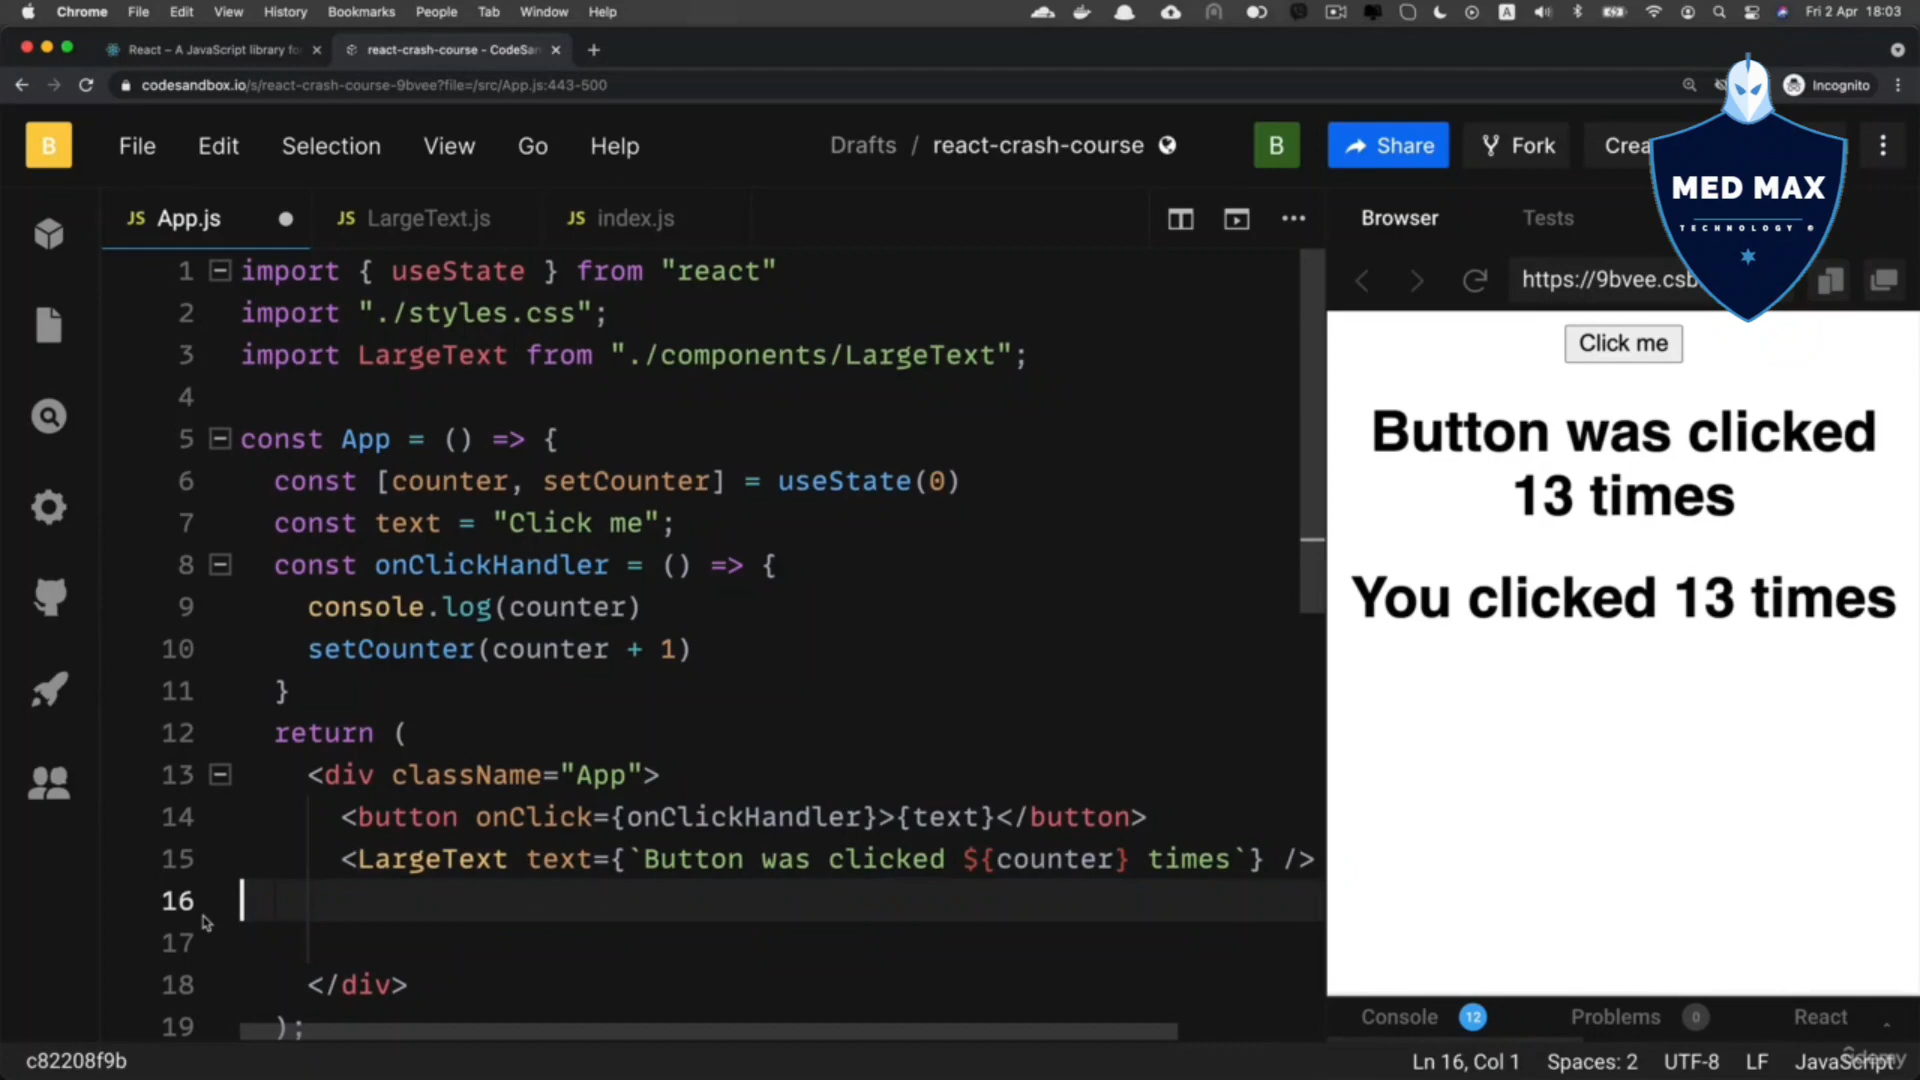 Chrome File Edit View History Bookmarks People Tab Window Help
A Fri 2 Apr 18:03
React – A JavaScript library for
react-crash-course - CodeSan
codesandbox.io/s/react-crash-course-9bvee?file=/src/App.js:443-500
Incognito
B File Edit Selection View Go Help
Drafts / react-crash-course
B Share Fork Crea
MED MAX
TECHNOLOGY
JS App.js
JS LargeText.js
JS index.js
Browser Tests
https://9bvee.csb
1 import { useState } from "react"
2 import "./styles.css";
3 import LargeText from "./components/LargeText";
4
5 const App = () => {
6 const [counter, setCounter] = useState(0)
7 const text = "Click me";
8 const onClickHandler = () => {
9 console.log(counter)
10 setCounter(counter + 1)
11 }
12 return (
13 <div className="App">
14 <button onClick={onClickHandler}>{text}</button>
15 <LargeText text={`Button was clicked ${counter} times`} />
16
17
18 </div>
19 );
Click me
Button was clicked
13 times
You clicked 13 times
Console 12 Problems 0 React
c82208f9b
Ln 16, Col 1 Spaces: 2 UTF-8 LF JavaScript
ûdemy